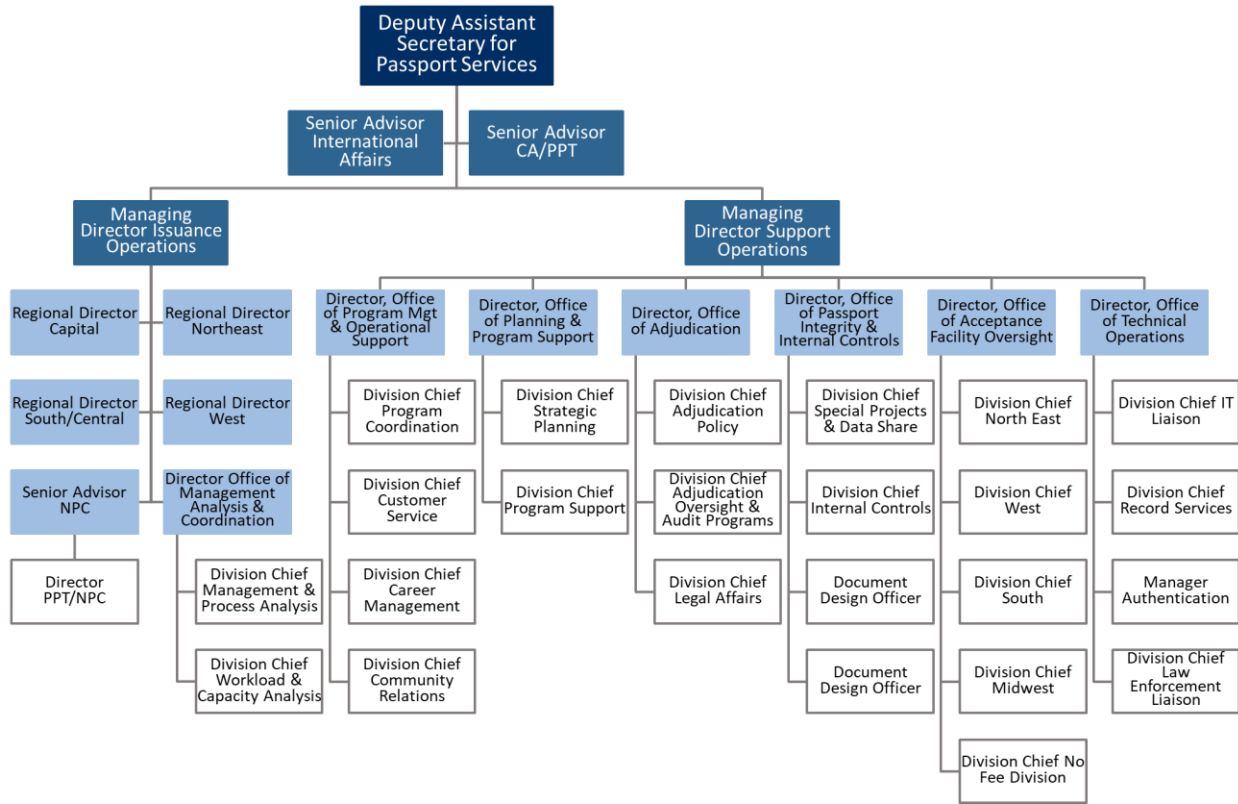 Deputy Assistant
Secretary for
Passport Services
Senior Advisor
International
Affairs
Senior Advisor
CA/PPT
Managing
Director Issuance
Operations
Managing
Director Support
Operations
Regional Director
Capital
Regional Director
Northeast
Regional Director
South/Central
Regional Director
West
Senior Advisor
NPC
Director Office of
Management
Analysis &
Coordination
Director
PPT/NPC
Division Chief
Management &
Process Analysis
Division Chief
Workload &
Capacity Analysis
Director, Office
of Program Mgt
& Operational
Support
Division Chief
Program
Coordination
Division Chief
Customer
Service
Division Chief
Career
Management
Division Chief
Community
Relations
Director, Office
of Planning &
Program Support
Division Chief
Strategic
Planning
Division Chief
Program Support
Director, Office
of Adjudication
Division Chief
Adjudication
Policy
Division Chief
Adjudication
Oversight &
Audit Programs
Division Chief
Legal Affairs
Director, Office
of Passport
Integrity &
Internal Controls
Division Chief
Special Projects
& Data Share
Division Chief
Internal Controls
Document
Design Officer
Document
Design Officer
Director, Office
of Acceptance
Facility Oversight
Division Chief
North East
Division Chief
West
Division Chief
South
Division Chief
Midwest
Division Chief No
Fee Division
Director, Office
of Technical
Operations
Division Chief IT
Liaison
Division Chief
Record Services
Manager
Authentication
Division Chief
Law
Enforcement
Liaison